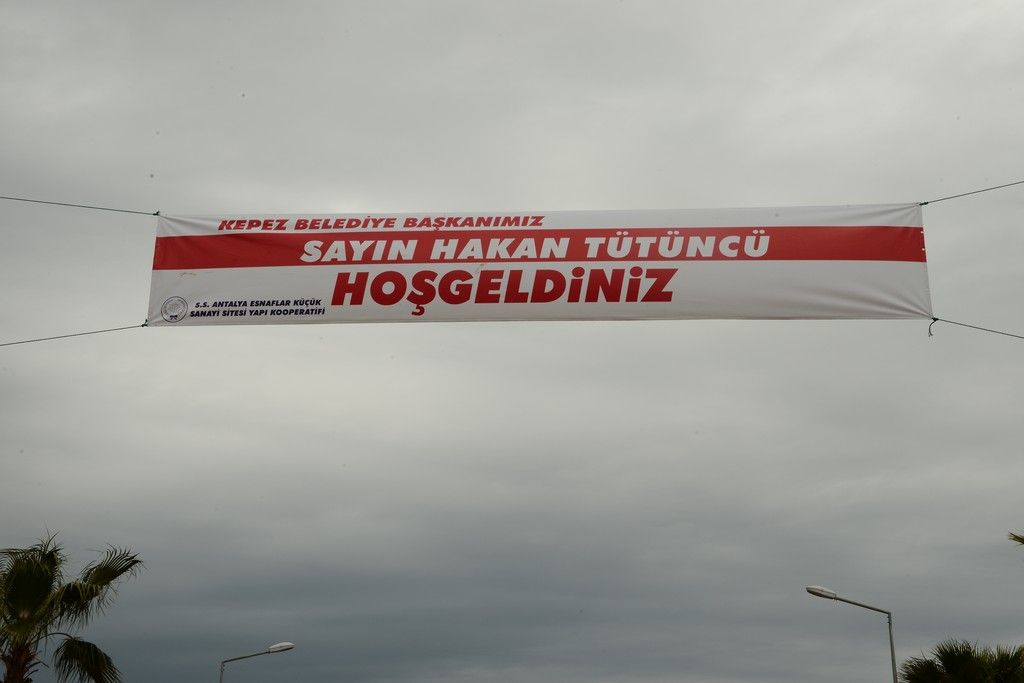 KEPEZ BELEDİYE BAŞKANIMIZ
SAYIN HAKAN TÜTÜNCÜ
HOŞGELDİNİZ
S.S. ANTALYA ESNAFLAR KÜÇÜK
SANAYİ SİTESİ YAPI KOOPERATİFİ